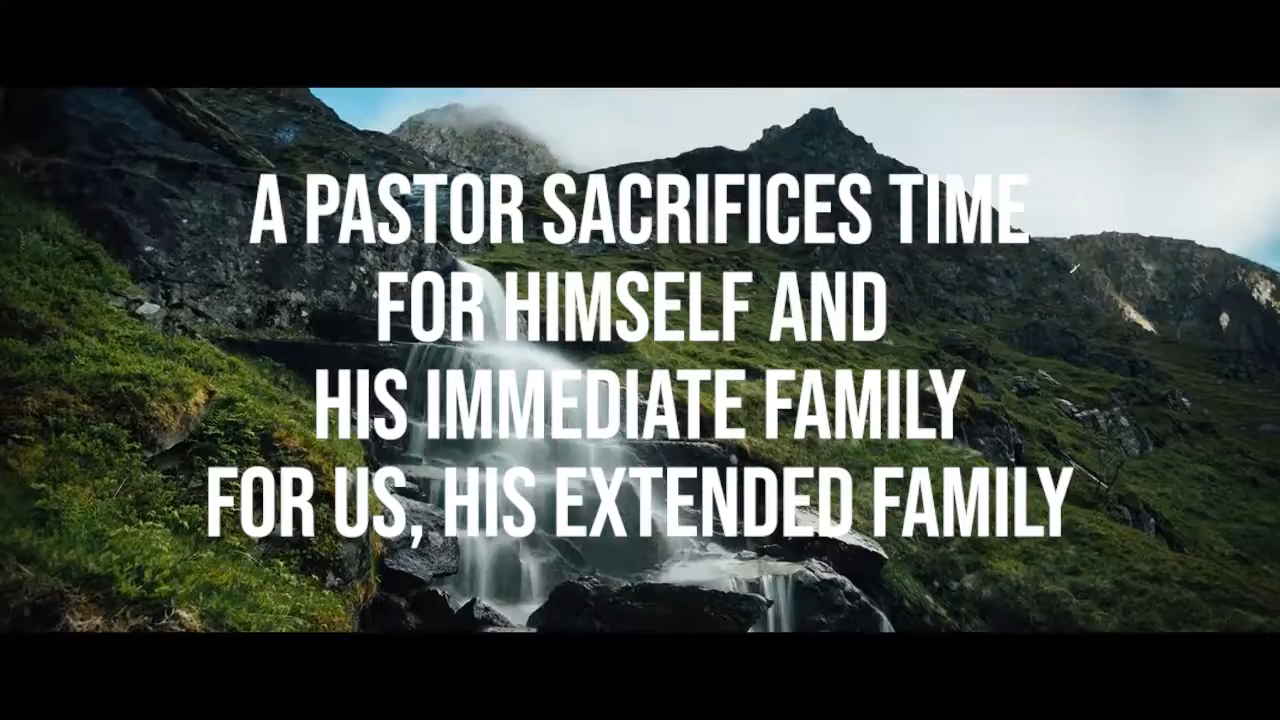 A PASTOR SACRIFICES TIME
FOR HIMSELF AND
HIS IMMEDIATE FAMILY
FOR US, HIS EXTENDED FAMILY